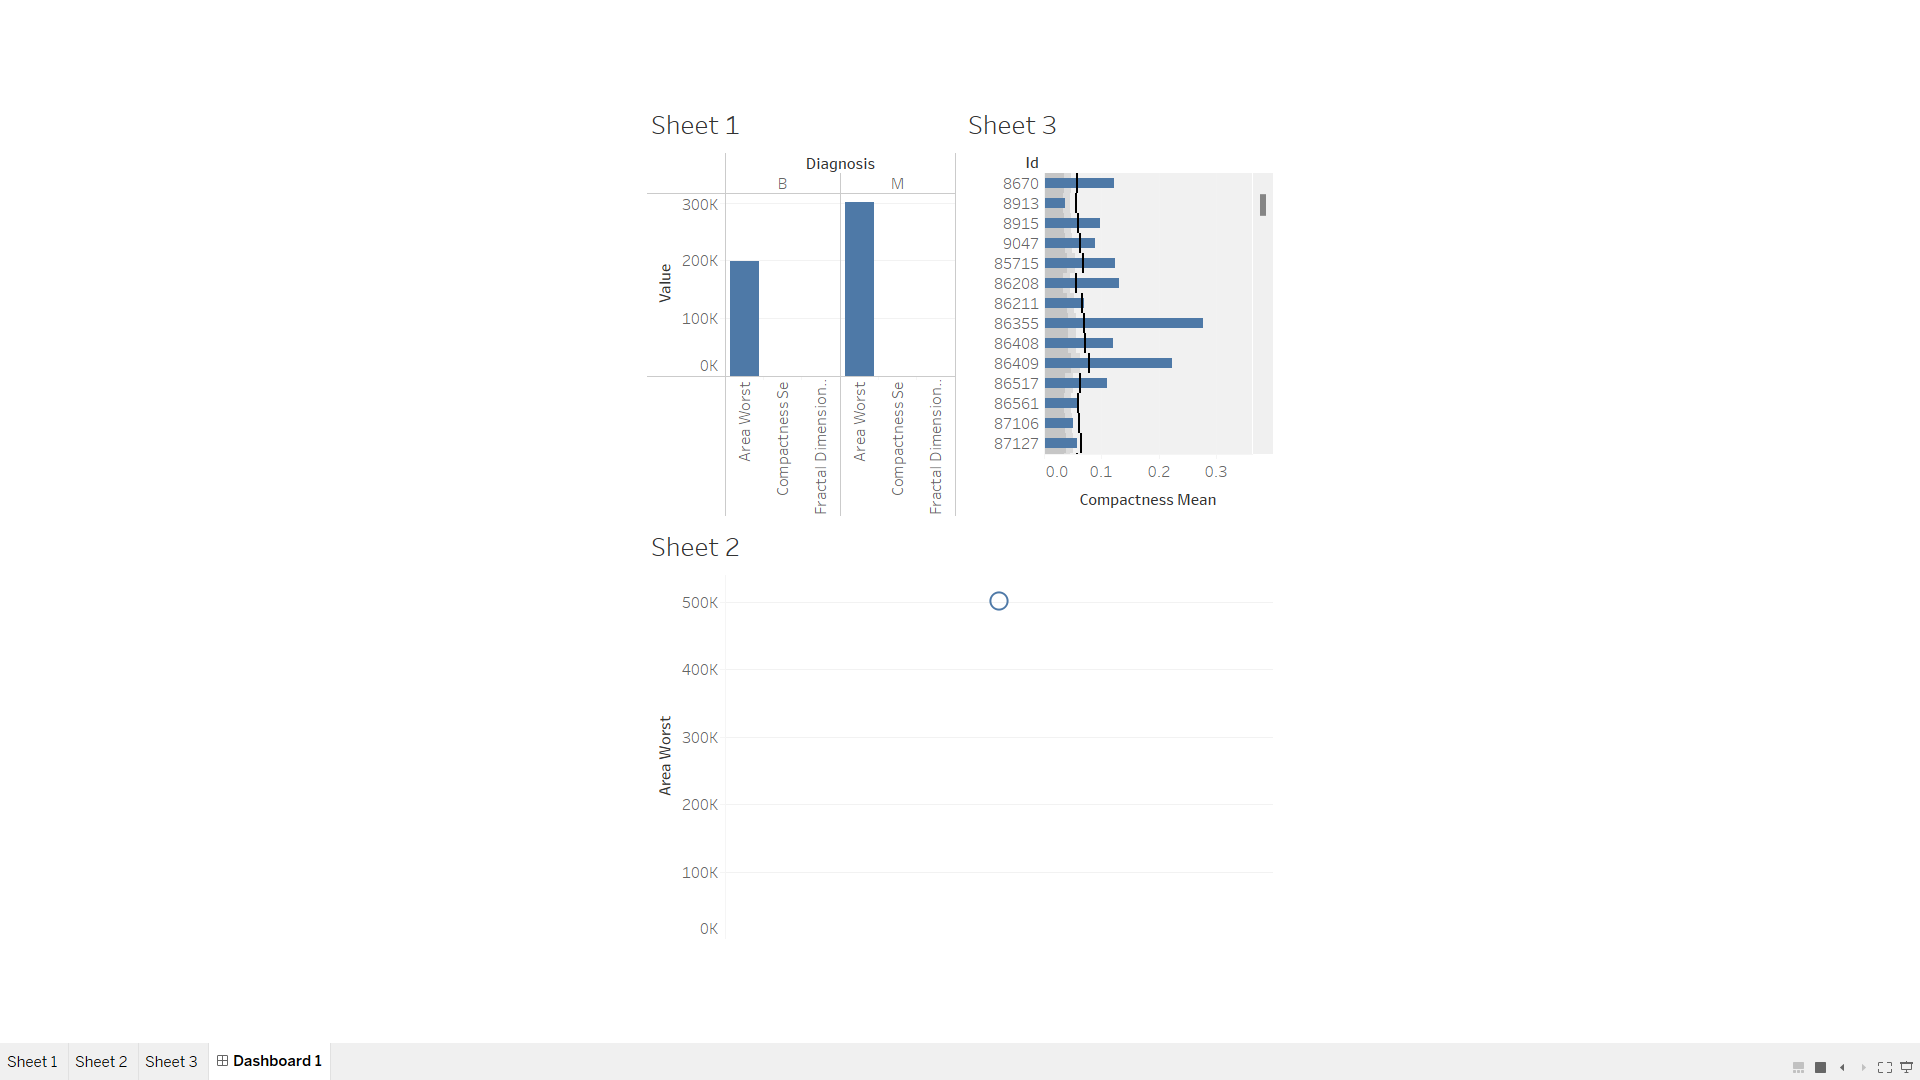 Sheet 1
Diagnosis
B
M
Value
300K
200K
100K
0K
Area Worst
Compactness Se
Fractal Dimension..
Area Worst
Compactness Se
Fractal Dimension..
Sheet 3
Id
8670
8913
8915
9047
85715
86208
86211
86355
86408
86409
86517
86561
87106
87127
0.0
0.1
0.2
0.3
Compactness Mean
Sheet 2
Area Worst
500K
400K
300K
200K
100K
0K
Sheet 1
Sheet 2
Sheet 3
Dashboard 1